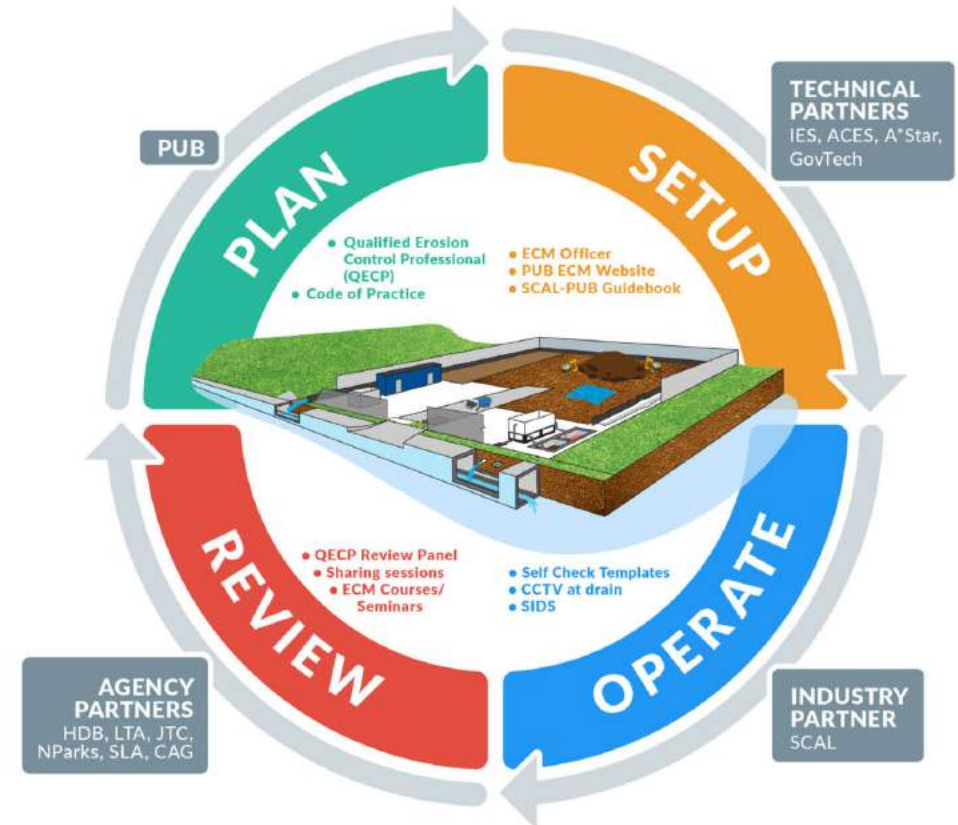 PUB
PLAN
• Qualified Erosion
Control Professional
(QECP)
• Code of Practice
TECHNICAL
PARTNERS
IES, ACES, A*Star,
GovTech
SETUP
• ECM Officer
• PUB ECM Website
• SCAL-PUB Guidebook
REVIEW
• QECP Review Panel
• Sharing sessions
• ECM Courses/
Seminars
AGENCY
PARTNERS
HDB, LTA, JTC,
NParks, SLA, CAG
OPERATE
• Self Check Templates
• CCTV at drain
• SIDS
INDUSTRY
PARTNER
SCAL